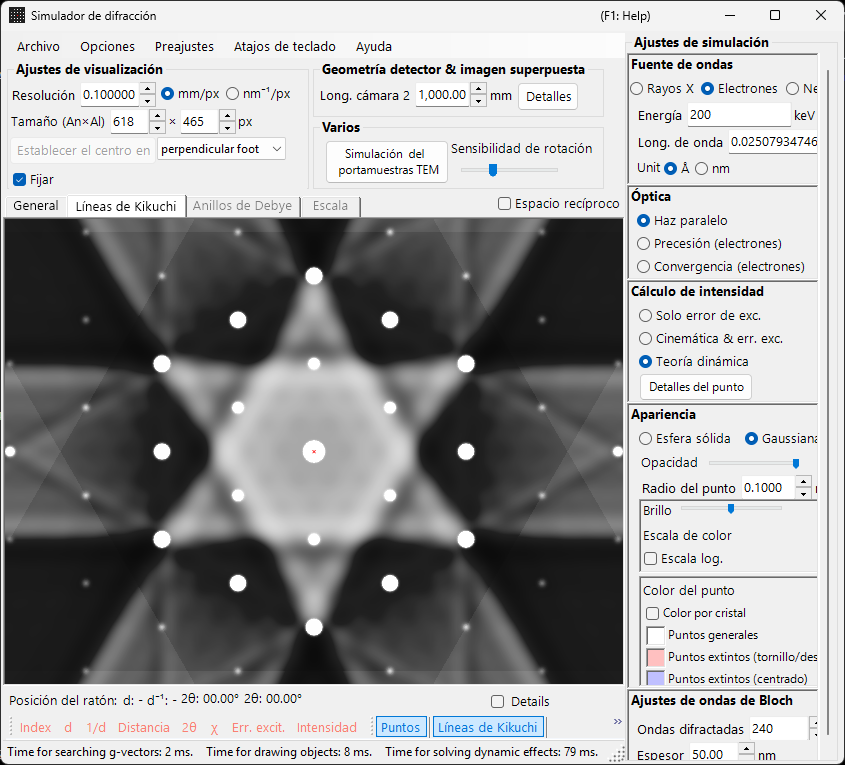 Simulador de difracción
(F1: Help)
Archivo Opciones Preajustes Atajos de teclado Ayuda
Ajustes de visualización
Resolución 0.100000 mm/px nm⁻¹/px
Tamaño (An×Al) 618 × 465 px
Establecer el centro en perpendicular foot
Fijar
Geometría detector & imagen superpuesta
Long. cámara 2 1,000.00 mm Detalles
Varios
Simulación del
portamuestras TEM
Sensibilidad de rotación
General Líneas de Kikuchi Anillos de Debye Escala
Espacio recíproco
Posición del ratón: d: - d⁻¹: - 2θ: 00.00° 2θ: 00.00°
Details
Index d 1/d Distancia 2θ χ Err. excit. Intensidad Puntos Líneas de Kikuchi »
Time for searching g-vectors: 2 ms. Time for drawing objects: 8 ms. Time for solving dynamic effects: 79 ms.
Ajustes de simulación
Fuente de ondas
Rayos X Electrones Ne
Energía 200 keV
Long. de onda 0.02507934746
Unit Å nm
Óptica
Haz paralelo
Precesión (electrones)
Convergencia (electrones)
Cálculo de intensidad
Solo error de exc.
Cinemática & err. exc.
Teoría dinámica
Detalles del punto
Apariencia
Esfera sólida Gaussiana
Opacidad
Radio del punto 0.1000
Brillo
Escala de color
Escala log.
Color del punto
Color por cristal
Puntos generales
Puntos extintos (tornillo/des
Puntos extintos (centrado)
Ajustes de ondas de Bloch
Ondas difractadas 240
Espesor 50.00 nm